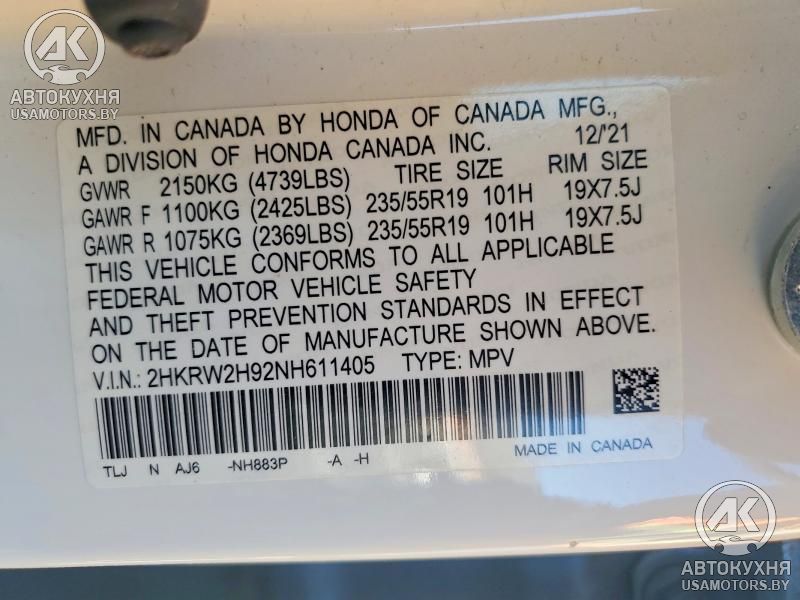 АК
АВТОКУХНЯ
USAMOTORS.BY
MFD. IN CANADA BY HONDA OF CANADA MFG.,
A DIVISION OF HONDA CANADA INC. 12/'21
GVWR 2150KG (4739LBS) TIRE SIZE RIM SIZE
GAWR F 1100KG (2425LBS) 235/55R19 101H 19X7.5J
GAWR R 1075KG (2369LBS) 235/55R19 101H 19X7.5J
THIS VEHICLE CONFORMS TO ALL APPLICABLE
FEDERAL MOTOR VEHICLE SAFETY
AND THEFT PREVENTION STANDARDS IN EFFECT
ON THE DATE OF MANUFACTURE SHOWN ABOVE.
V.I.N.: 2HKRW2H92NH611405 TYPE: MPV
TLJ N AJ6 -NH883P -A -H MADE IN CANADA
АК
АВТОКУХНЯ
USAMOTORS.BY